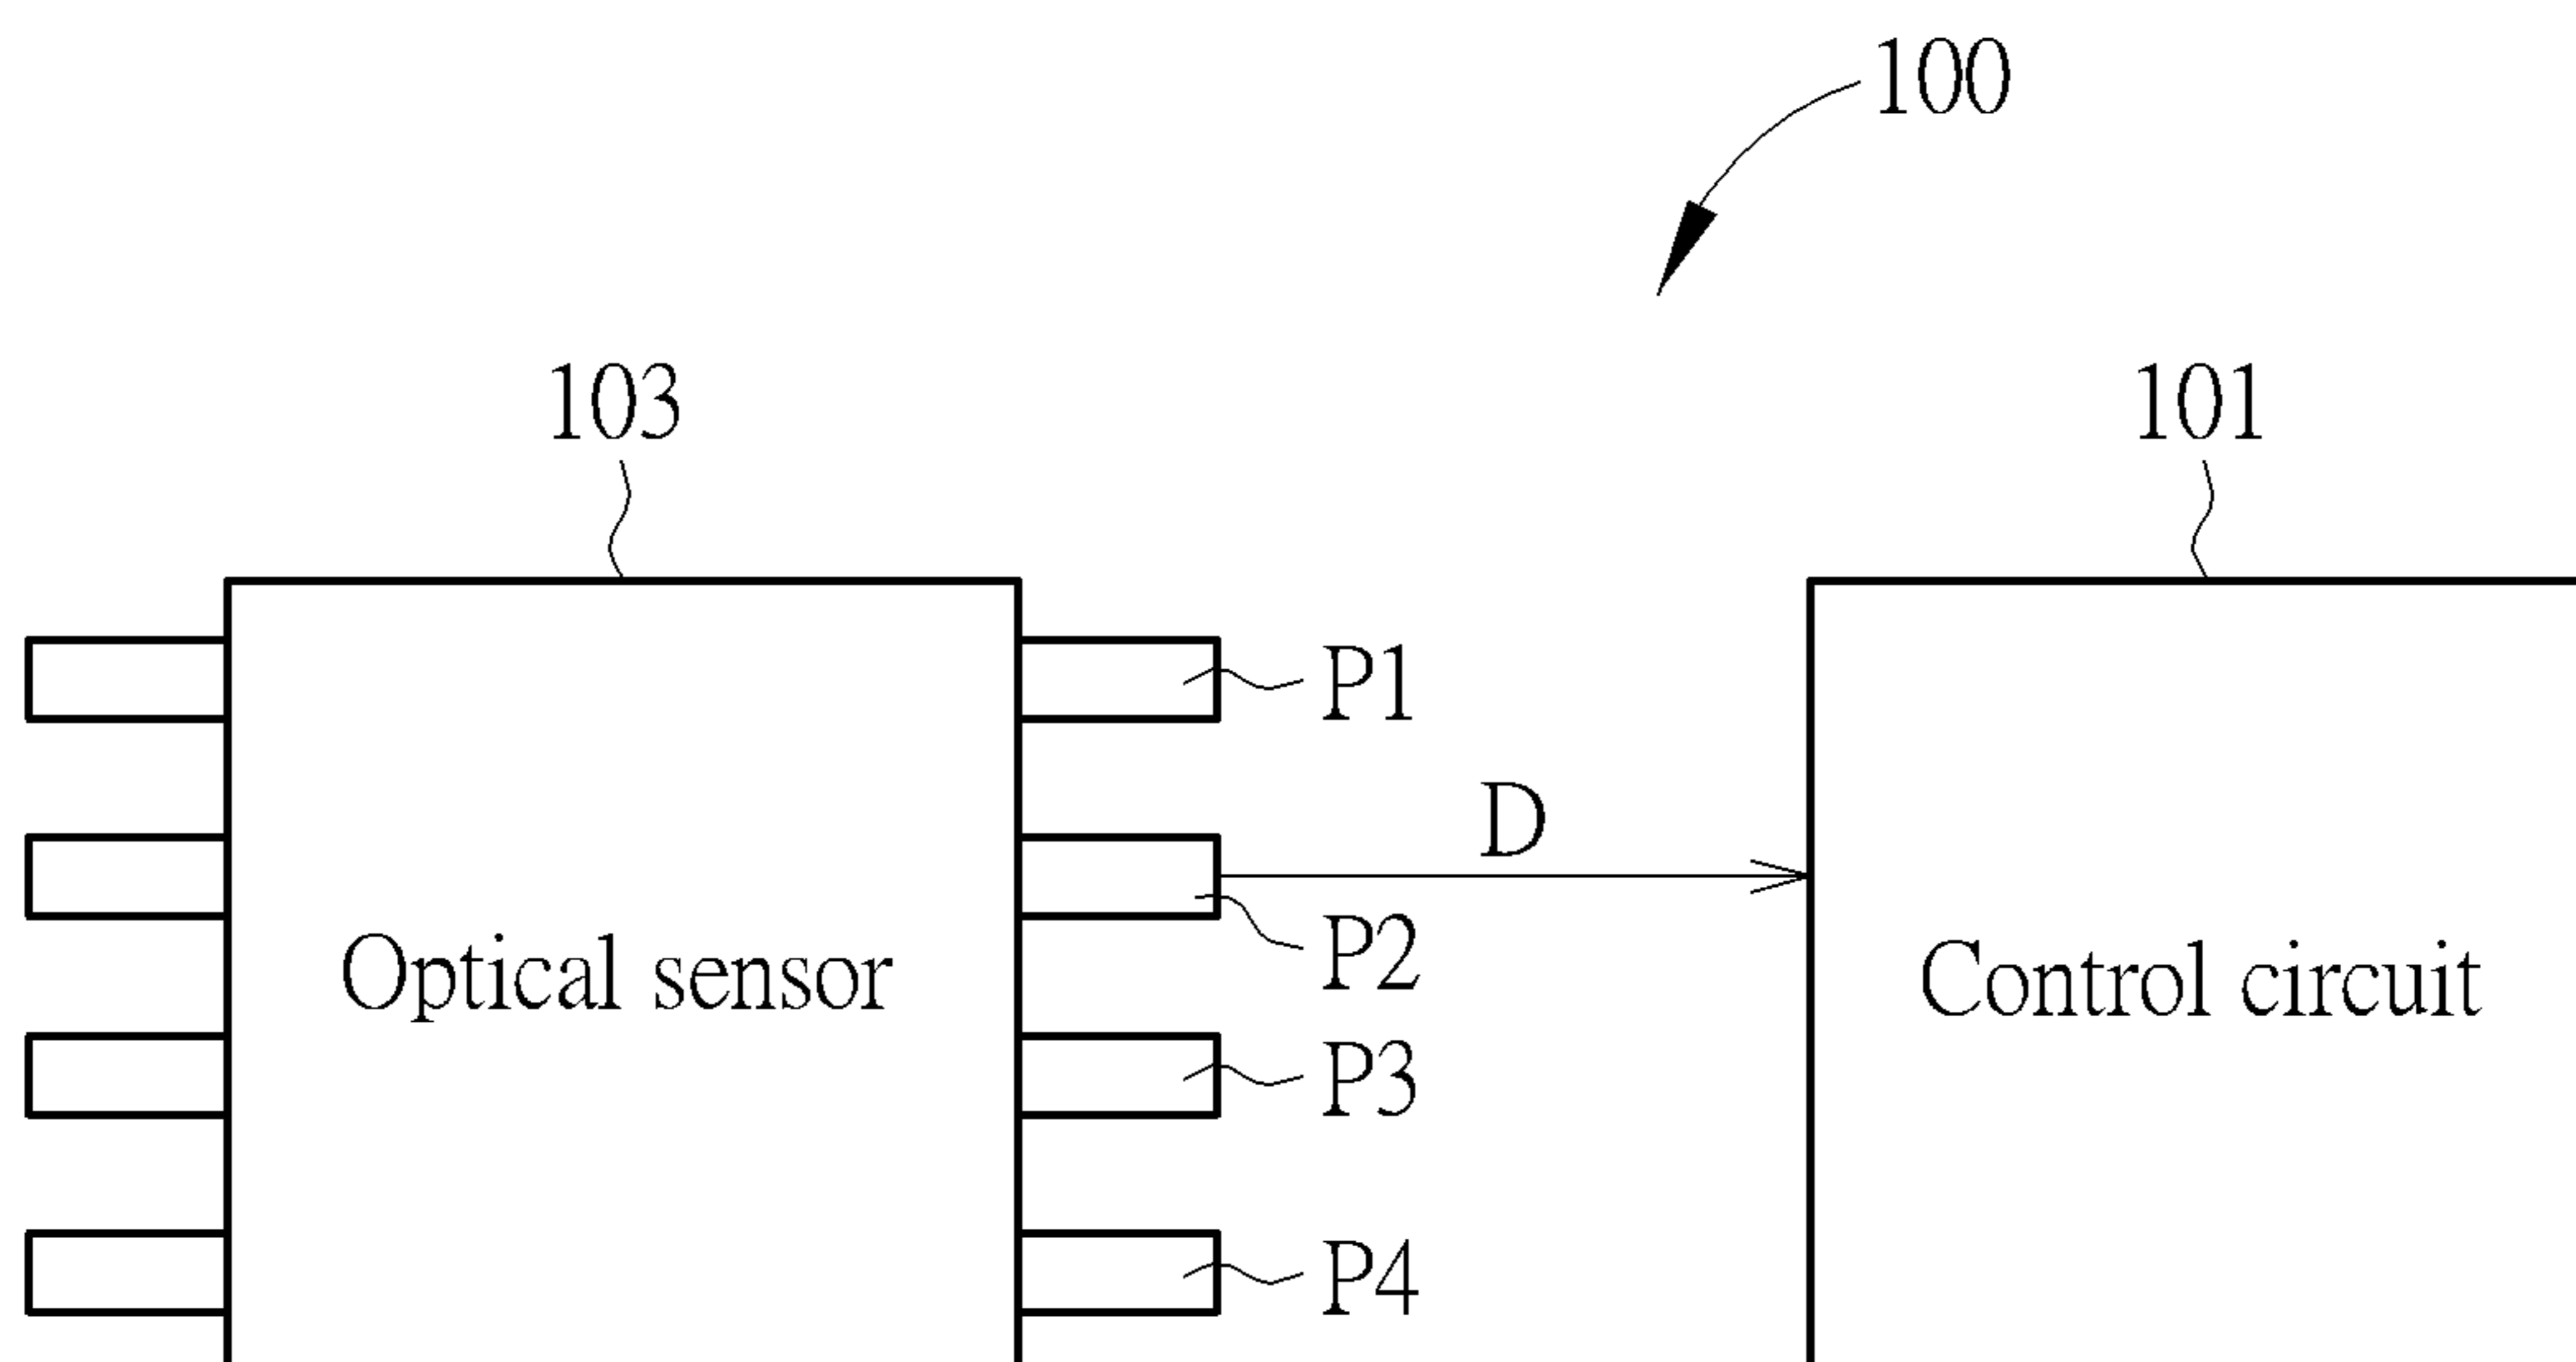 100
103
101
P1
D
P2
Optical sensor
Control circuit
P3
P4